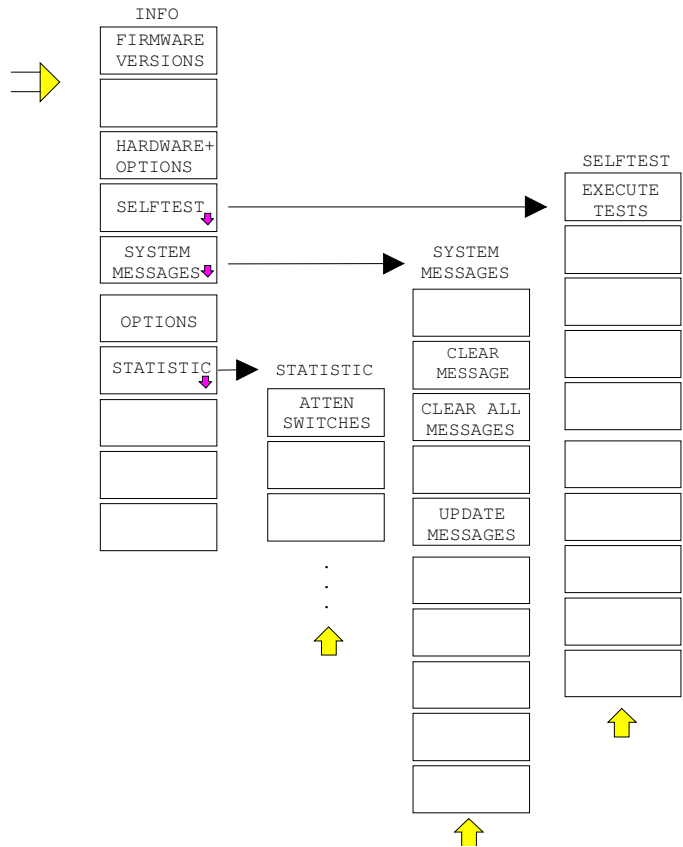 INFO
FIRMWARE
VERSIONS
HARDWARE+
OPTIONS
SELFTEST
SYSTEM
MESSAGES
OPTIONS
STATISTIC
STATISTIC
ATTEN
SWITCHES
.
.
.
SYSTEM
MESSAGES
CLEAR
MESSAGE
CLEAR ALL
MESSAGES
UPDATE
MESSAGES
SELFTEST
EXECUTE
TESTS